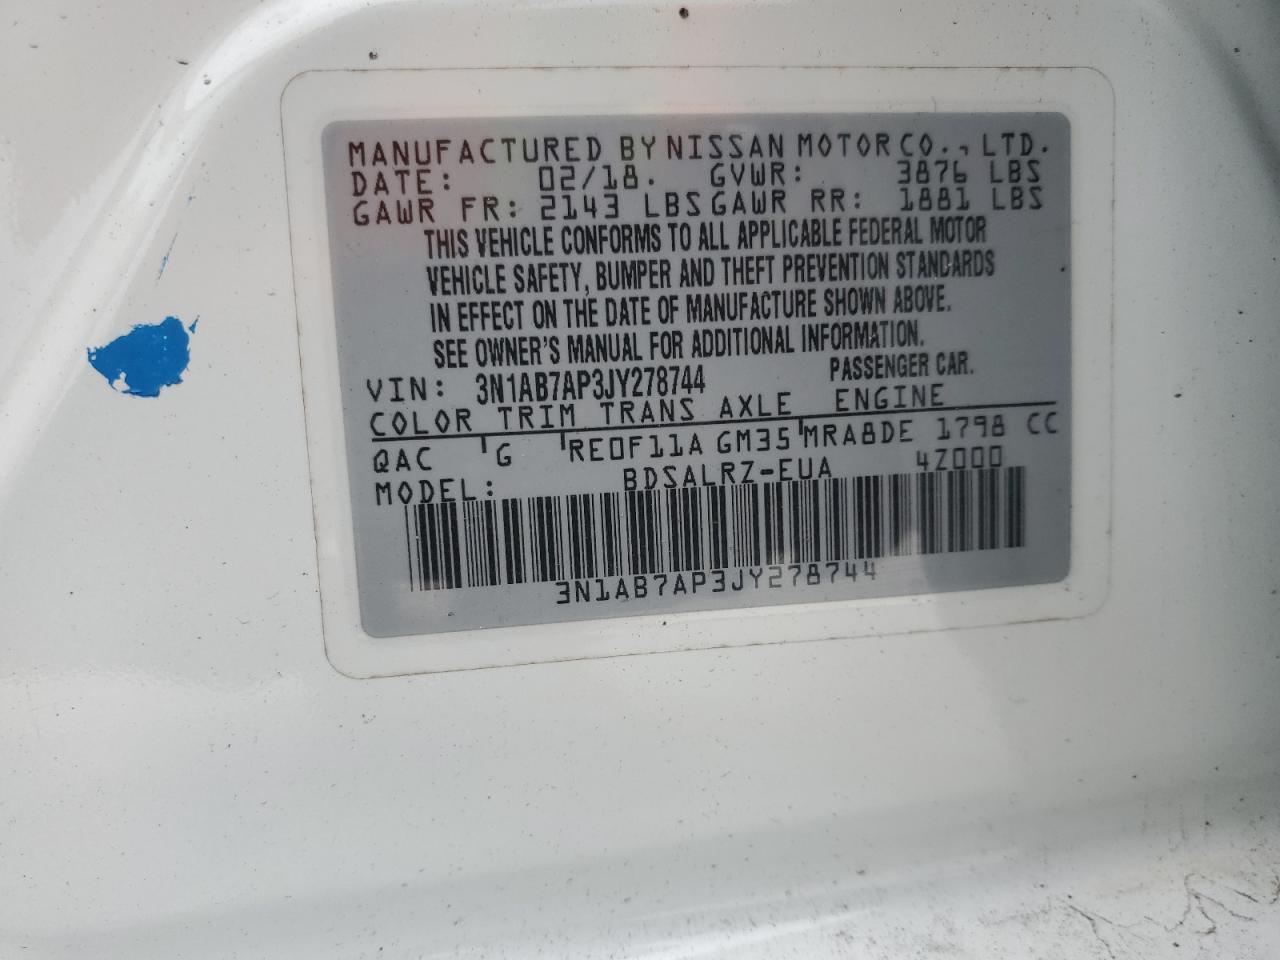 MANUFACTURED BY NISSAN MOTOR CO., LTD.
DATE: 02/18. GVWR: 3876 LBS
GAWR FR: 2143 LBS GAWR RR: 1881 LBS
THIS VEHICLE CONFORMS TO ALL APPLICABLE FEDERAL MOTOR
VEHICLE SAFETY, BUMPER AND THEFT PREVENTION STANDARDS
IN EFFECT ON THE DATE OF MANUFACTURE SHOWN ABOVE.
SEE OWNER'S MANUAL FOR ADDITIONAL INFORMATION.
VIN: 3N1AB7AP3JY278744 PASSENGER CAR.
COLOR TRIM TRANS AXLE ENGINE
QAC G RE0F11A GM35 MRA8DE 1798 CC
MODEL: BDSALRZ-EUA 4Z000
3N1AB7AP3JY278744